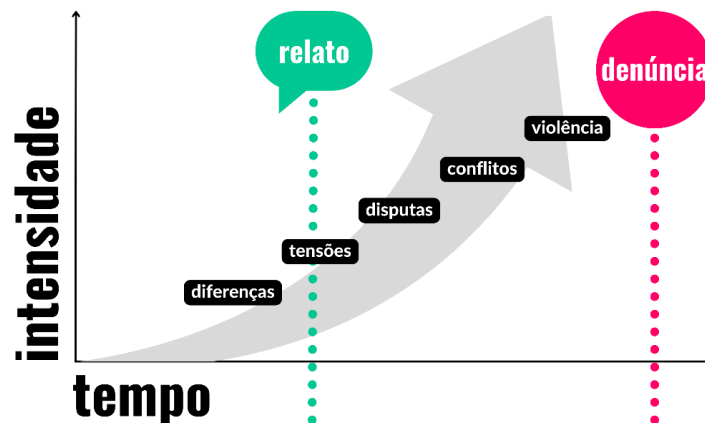 relato
denúncia
violência
conflitos
disputas
tensões
diferenças
intensidade
tempo